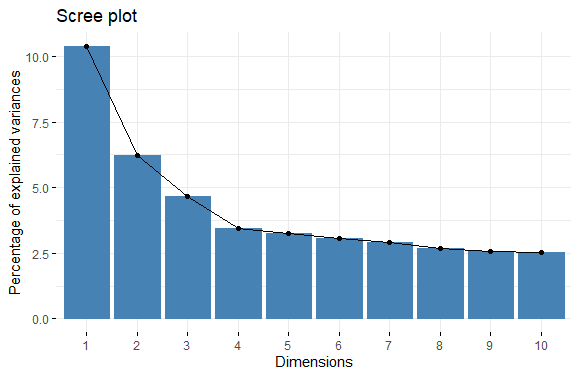 Scree plot
Percentage of explained variances
10.0
7.5
5.0
2.5
0.0
1 2 3 4 5 6 7 8 9 10
Dimensions